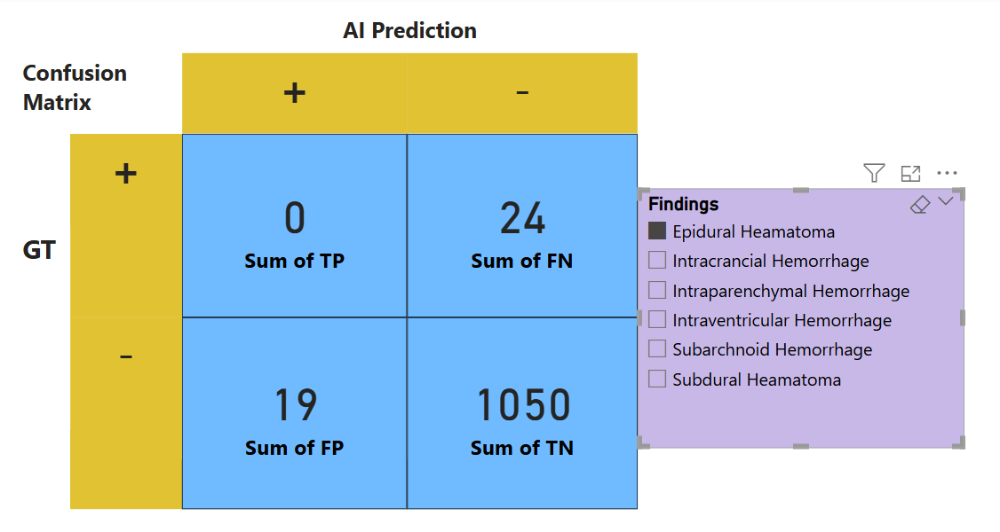 AI Prediction
Confusion
Matrix
+
-
+
GT
0
Sum of TP
24
Sum of FN
-
19
Sum of FP
1050
Sum of TN
Findings
Epidural Heamatoma
Intracrancial Hemorrhage
Intraparenchymal Hemorrhage
Intraventricular Hemorrhage
Subarchnoid Hemorrhage
Subdural Heamatoma